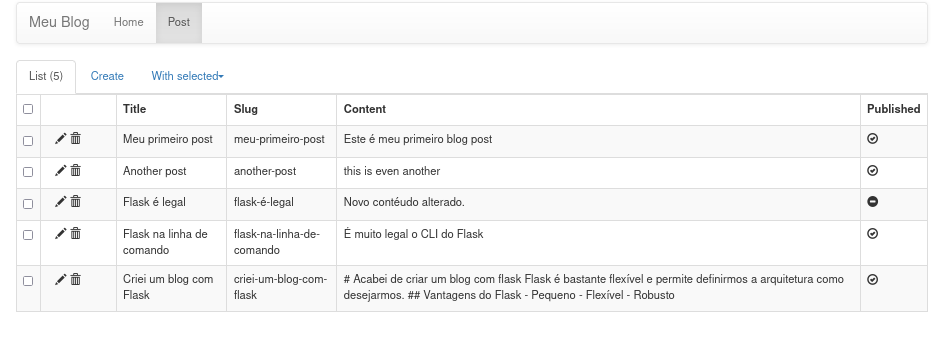 Meu Blog Home Post
List (5) Create With selected
Title Slug Content Published
Meu primeiro post meu-primeiro-post Este é meu primeiro blog post
Another post another-post this is even another
Flask é legal flask-é-legal Novo contéudo alterado.
Flask na linha de flask-na-linha-de- É muito legal o CLI do Flask
comando comando
Criei um blog com criei-um-blog-com- # Acabei de criar um blog com flask Flask é bastante flexível e permite definirmos a arquitetura como
Flask flask desejarmos. ## Vantagens do Flask - Pequeno - Flexível - Robusto